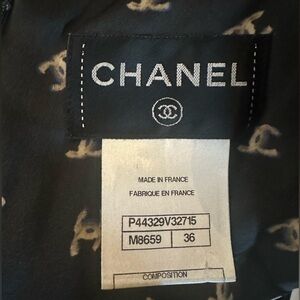 CHANEL
MADE IN FRANCE
FABRIQUE EN FRANCE
P44329V32715
M8659 36
COMPOSITION